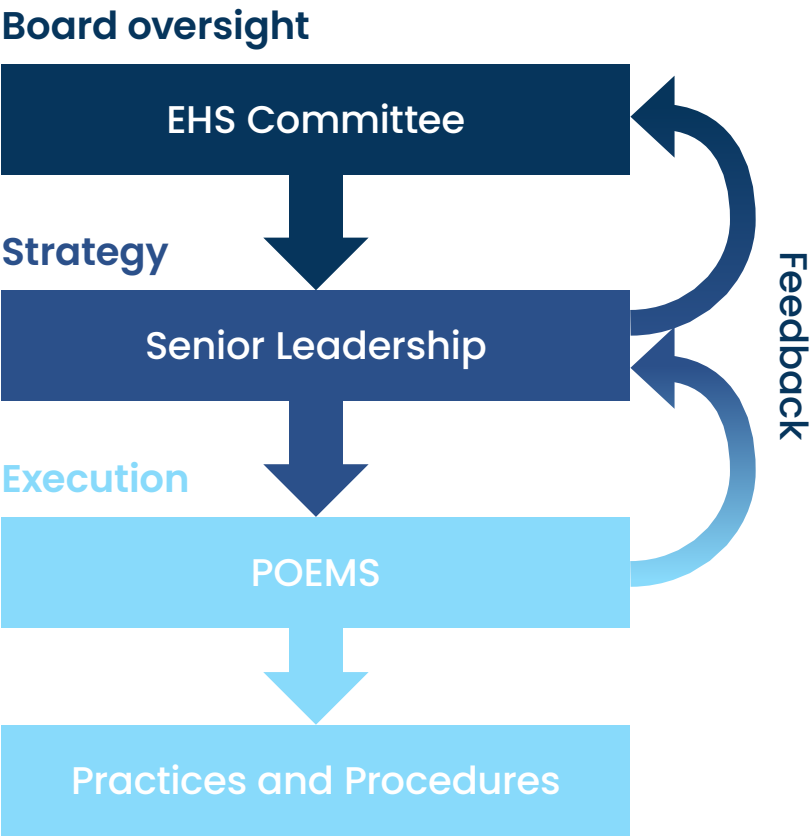 Board oversight
EHS Committee
Strategy
Senior Leadership
Feedback
Execution
POEMS
Practices and Procedures